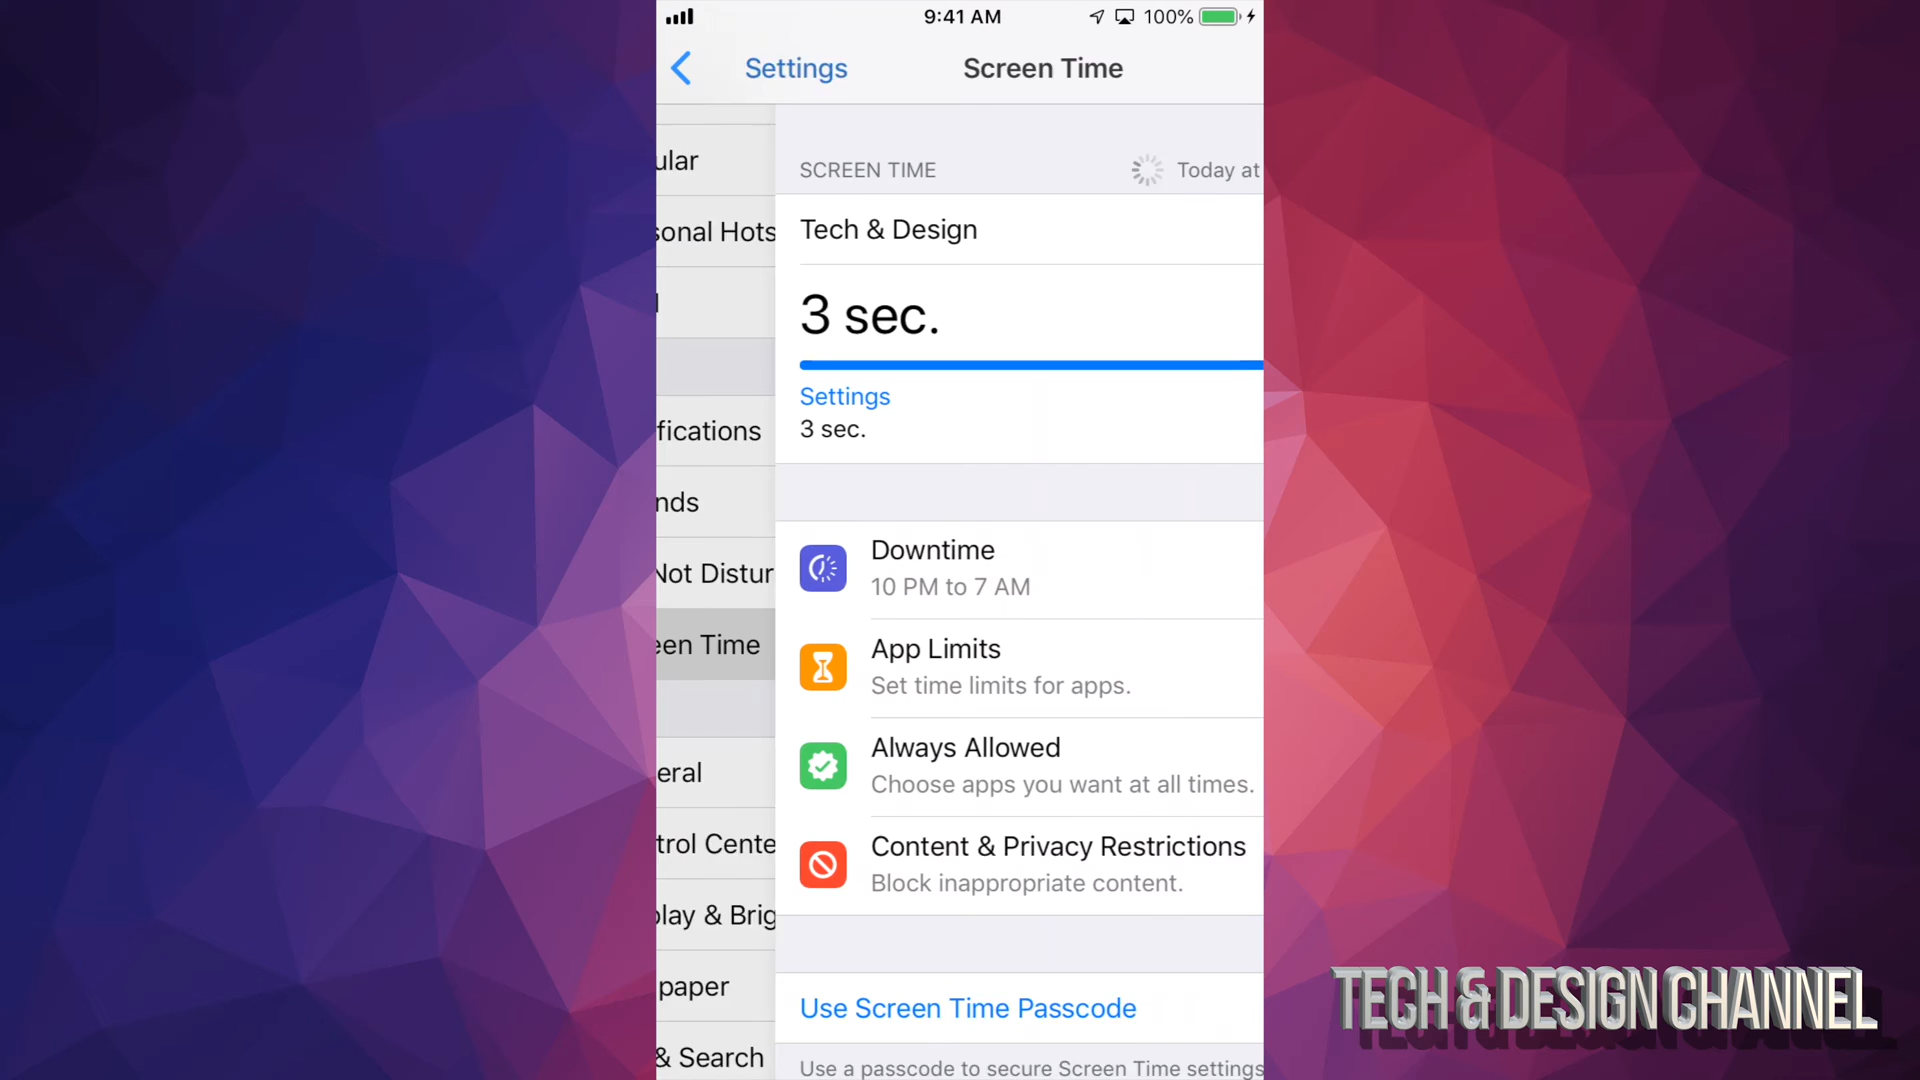 9:41 AM
100%
Settings
Screen Time
ular
sonal Hots
fications
nds
Not Distur
een Time
eral
trol Cente
play & Brig
paper
& Search
SCREEN TIME
Today at
Tech & Design
3 sec.
Settings
3 sec.
Downtime
10 PM to 7 AM
App Limits
Set time limits for apps.
Always Allowed
Choose apps you want at all times.
Content & Privacy Restrictions
Block inappropriate content.
Use Screen Time Passcode
Use a passcode to secure Screen Time settings
TECH & DESIGN CHANNEL